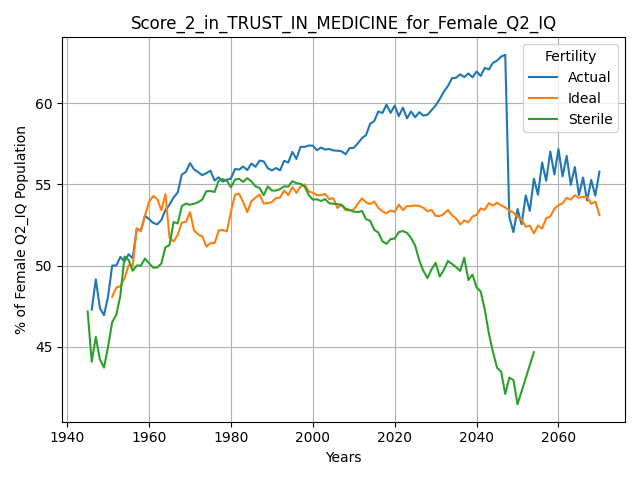 Score_2_in_TRUST_IN_MEDICINE_for_Female_Q2_IQ
% of Female Q2_IQ Population
60
55
50
45
Fertility
Actual
Ideal
Sterile
1940 1960 1980 2000 2020 2040 2060
Years